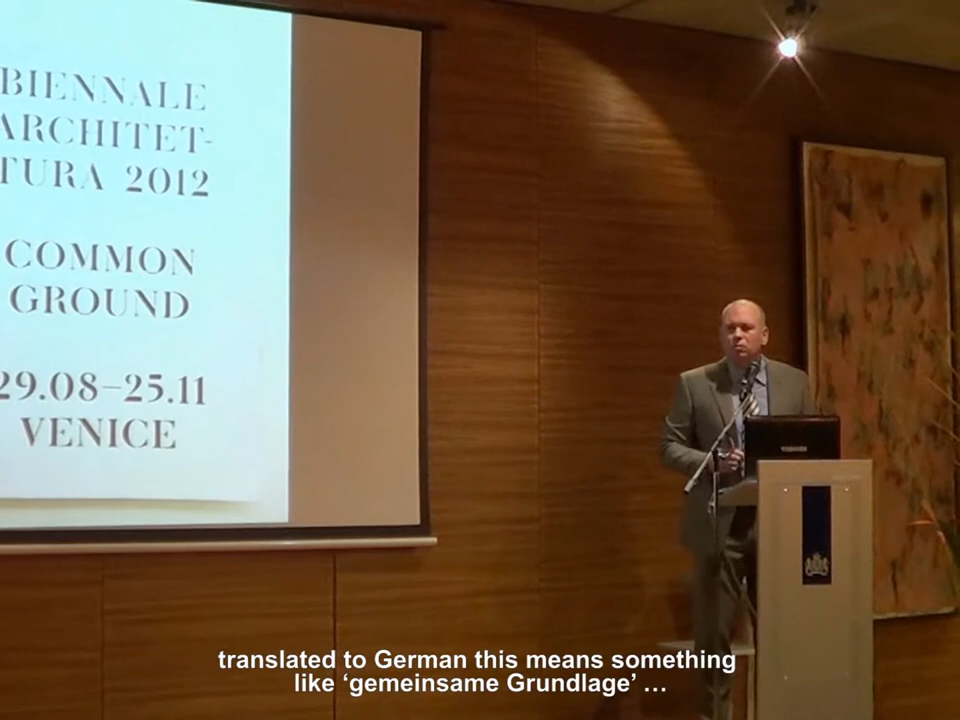 BIENNALE
ARCHITET-
TURA 2012
COMMON
GROUND
29.08–25.11
VENICE
TOSHIBA
translated to German this means something
like ‘gemeinsame Grundlage’ …